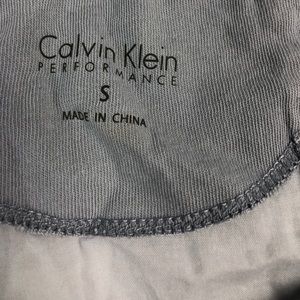 Calvin Klein
PERFORMANCE
S
MADE IN CHINA